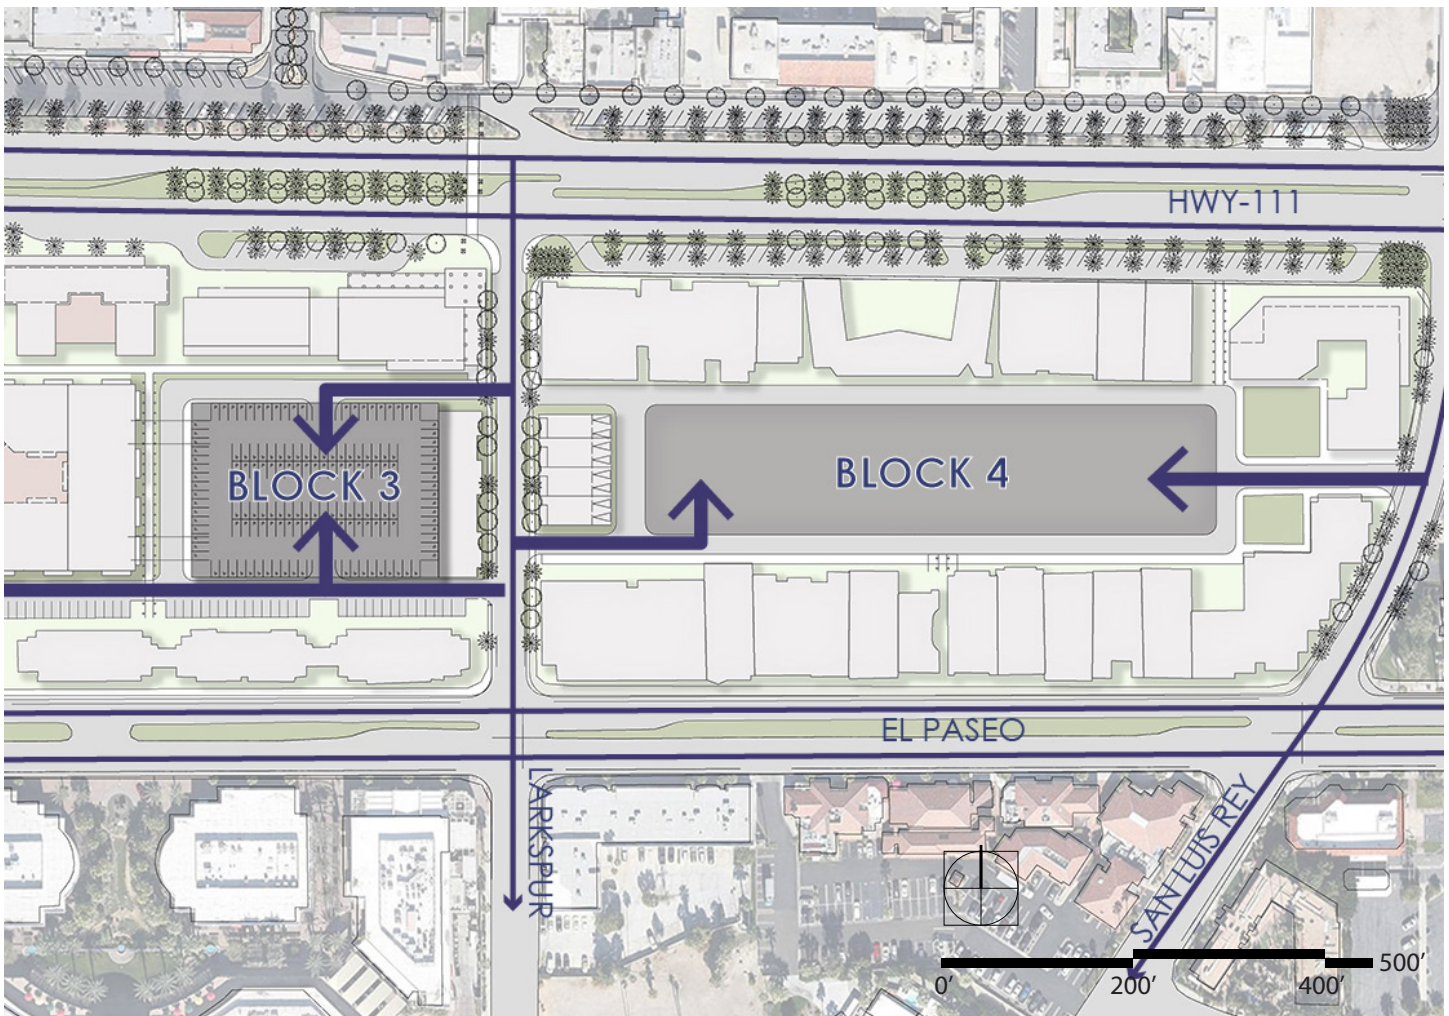 HWY-111
BLOCK 3
BLOCK 4
EL PASEO
LARKSPUR
SAN LUIS REY
0' 200' 400' 500'